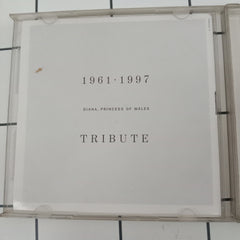 1961 · 1997
DIANA, PRINCESS OF WALES
TRIBUTE